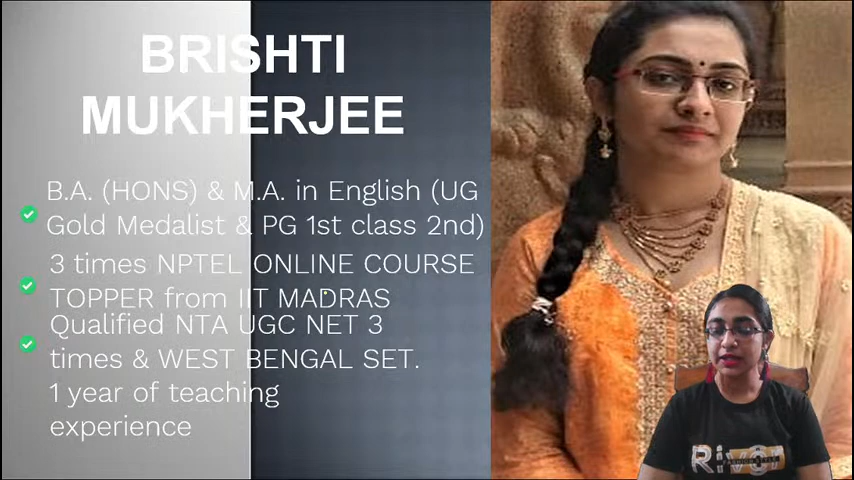 BRISHTI
MUKHERJEE
B.A. (HONS) & M.A. in English (UG
Gold Medalist & PG 1st class 2nd)
3 times NPTEL ONLINE COURSE
TOPPER from IIT MADRAS
Qualified NTA UGC NET 3
times & WEST BENGAL SET.
1 year of teaching
experience